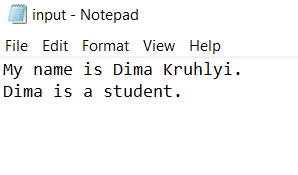 input - Notepad
File Edit Format View Help
My name is Dima Kruhlyi.
Dima is a student.